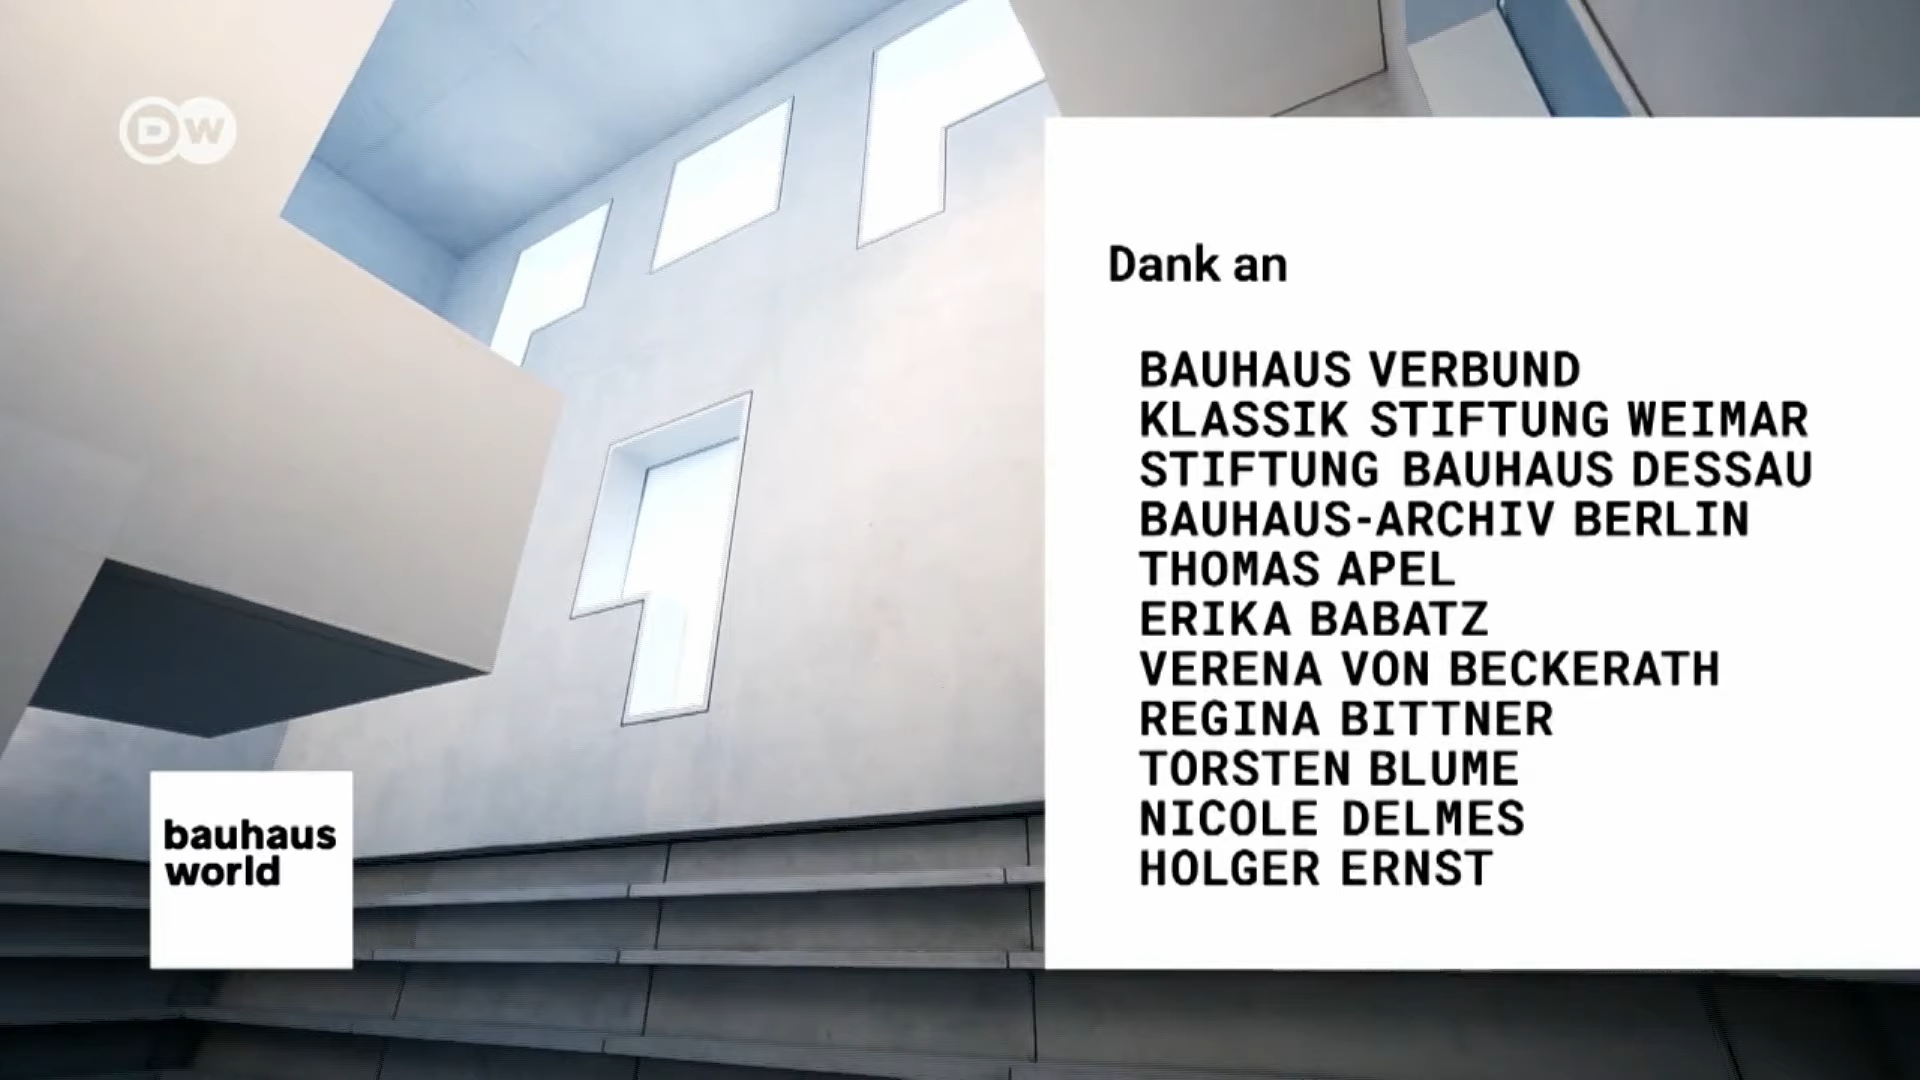 DW
Dank an
BAUHAUS VERBUND
KLASSIK STIFTUNG WEIMAR
STIFTUNG BAUHAUS DESSAU
BAUHAUS-ARCHIV BERLIN
THOMAS APEL
ERIKA BABATZ
VERENA VON BECKERATH
REGINA BITTNER
TORSTEN BLUME
NICOLE DELMES
HOLGER ERNST
bauhaus
world